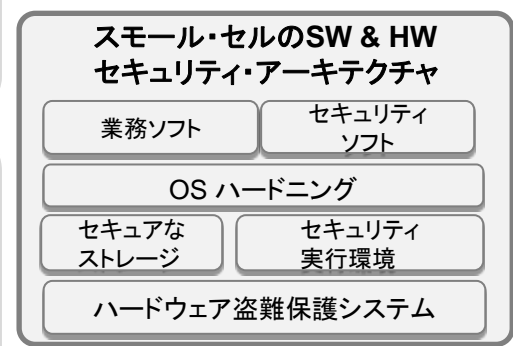 スモール・セルのSW & HW
セキュリティ・アーキテクチャ
業務ソフト
セキュリティ
ソフト
OS ハードニング
セキュアな
ストレージ
セキュリティ
実行環境
ハードウェア盗難保護システム